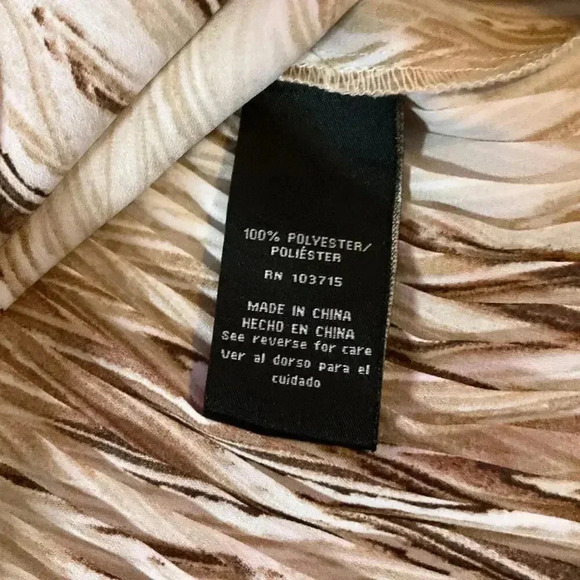 100% POLYESTER/
POLIÉSTER
RN 103715
MADE IN CHINA
HECHO EN CHINA
See reverse for care
Ver al dorso para el
cuidado